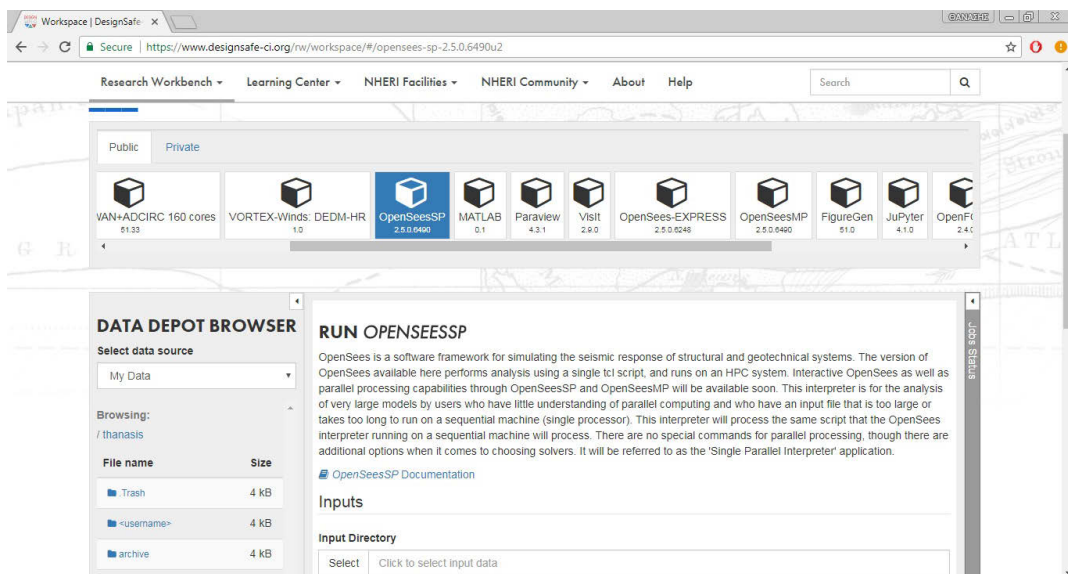 Workspace | DesignSafe
Secure | https://www.designsafe-ci.org/rw/workspace/#/opensees-sp-2.5.0.6490u2
Research Workbench Learning Center NHERI Facilities NHERI Community About Help Search
Public Private
WAN+ADCIRC 160 cores VORTEX-Winds: DEDM-HR OpenSeesSP MATLAB Paraview VisIt OpenSees-EXPRESS OpenSeesMP FigureGen JuPyter OpenF
51.33 1.0 2.5.0.6490 0.1 4.3.1 2.9.0 2.5.0.6248 2.5.0.6490 51.0 4.1.0 2.4.0
DATA DEPOT BROWSER
Select data source
My Data
Browsing:
/ thanasis
File name Size
.Trash 4 kB
<username> 4 kB
archive 4 kB
RUN OPENSEESSP
OpenSees is a software framework for simulating the seismic response of structural and geotechnical systems. The version of
OpenSees available here performs analysis using a single tcl script, and runs on an HPC system. Interactive OpenSees as well as
parallel processing capabilities through OpenSeesSP and OpenSeesMP will be available soon. This interpreter is for the analysis
of very large models by users who have little understanding of parallel computing and who have an input file that is too large or
takes too long to run on a sequential machine (single processor). This interpreter will process the same script that the OpenSees
interpreter running on a sequential machine will process. There are no special commands for parallel processing, though there are
additional options when it comes to choosing solvers. It will be referred to as the 'Single Parallel Interpreter' application.
OpenSeesSP Documentation
Inputs
Input Directory
Select Click to select input data
Jobs Status